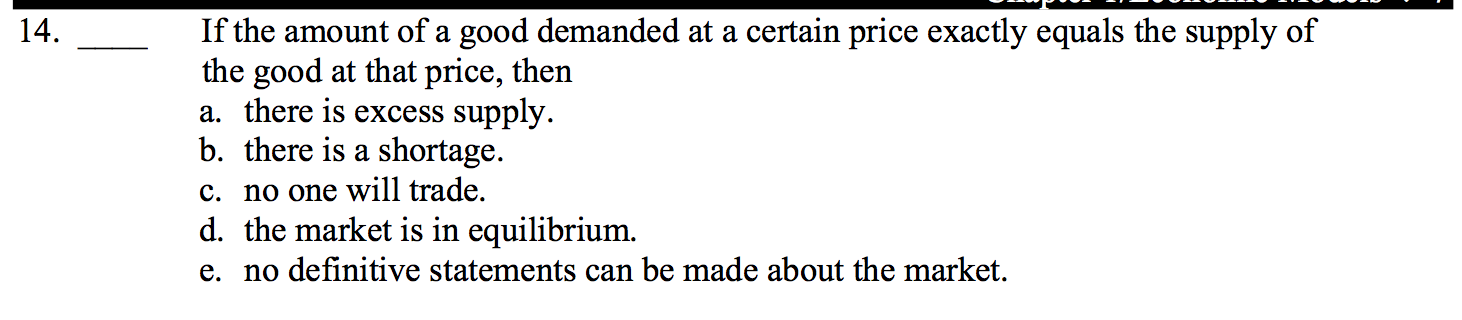 14. ____ If the amount of a good demanded at a certain price exactly equals the supply of
the good at that price, then
a. there is excess supply.
b. there is a shortage.
c. no one will trade.
d. the market is in equilibrium.
e. no definitive statements can be made about the market.